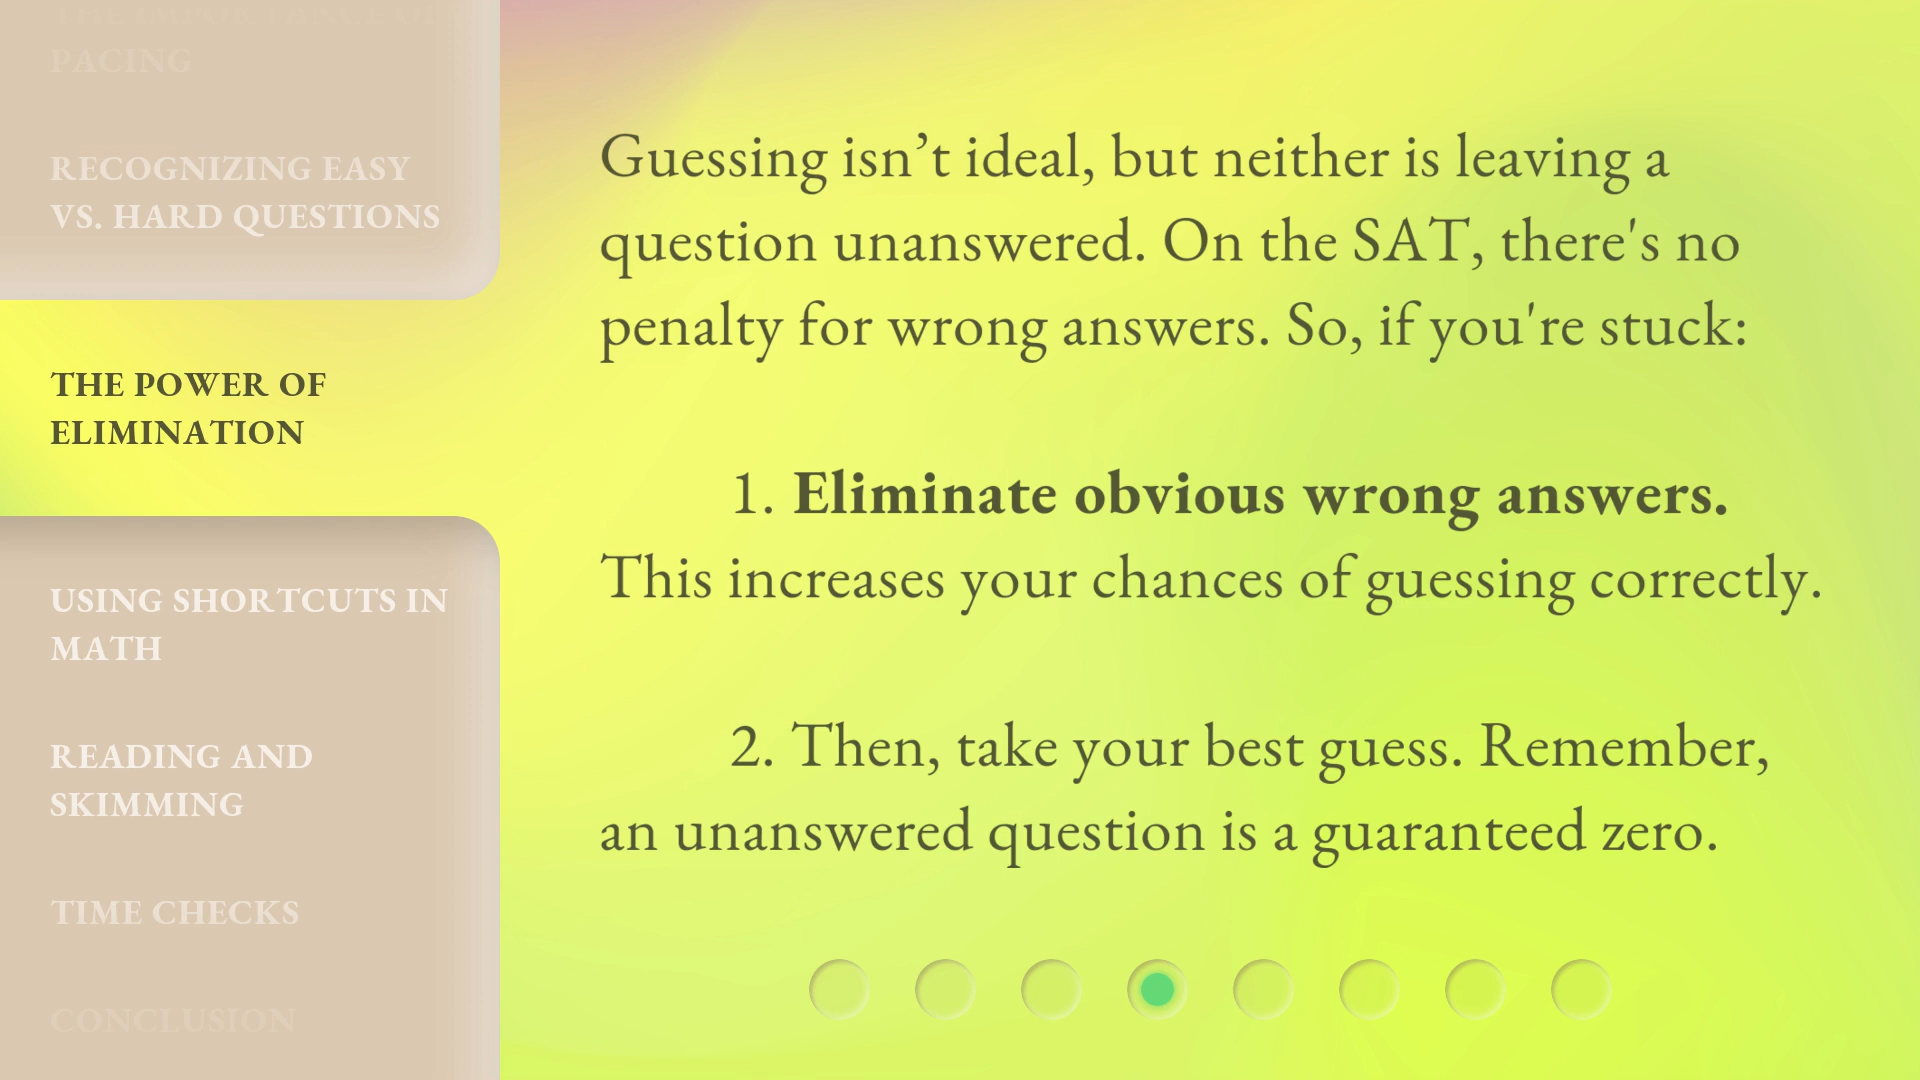 THE IMPORTANCE OF
PACING
RECOGNIZING EASY
VS. HARD QUESTIONS
THE POWER OF
ELIMINATION
USING SHORTCUTS IN
MATH
READING AND
SKIMMING
TIME CHECKS
CONCLUSION
Guessing isn’t ideal, but neither is leaving a
question unanswered. On the SAT, there's no
penalty for wrong answers. So, if you're stuck:
1. Eliminate obvious wrong answers.
This increases your chances of guessing correctly.
2. Then, take your best guess. Remember,
an unanswered question is a guaranteed zero.